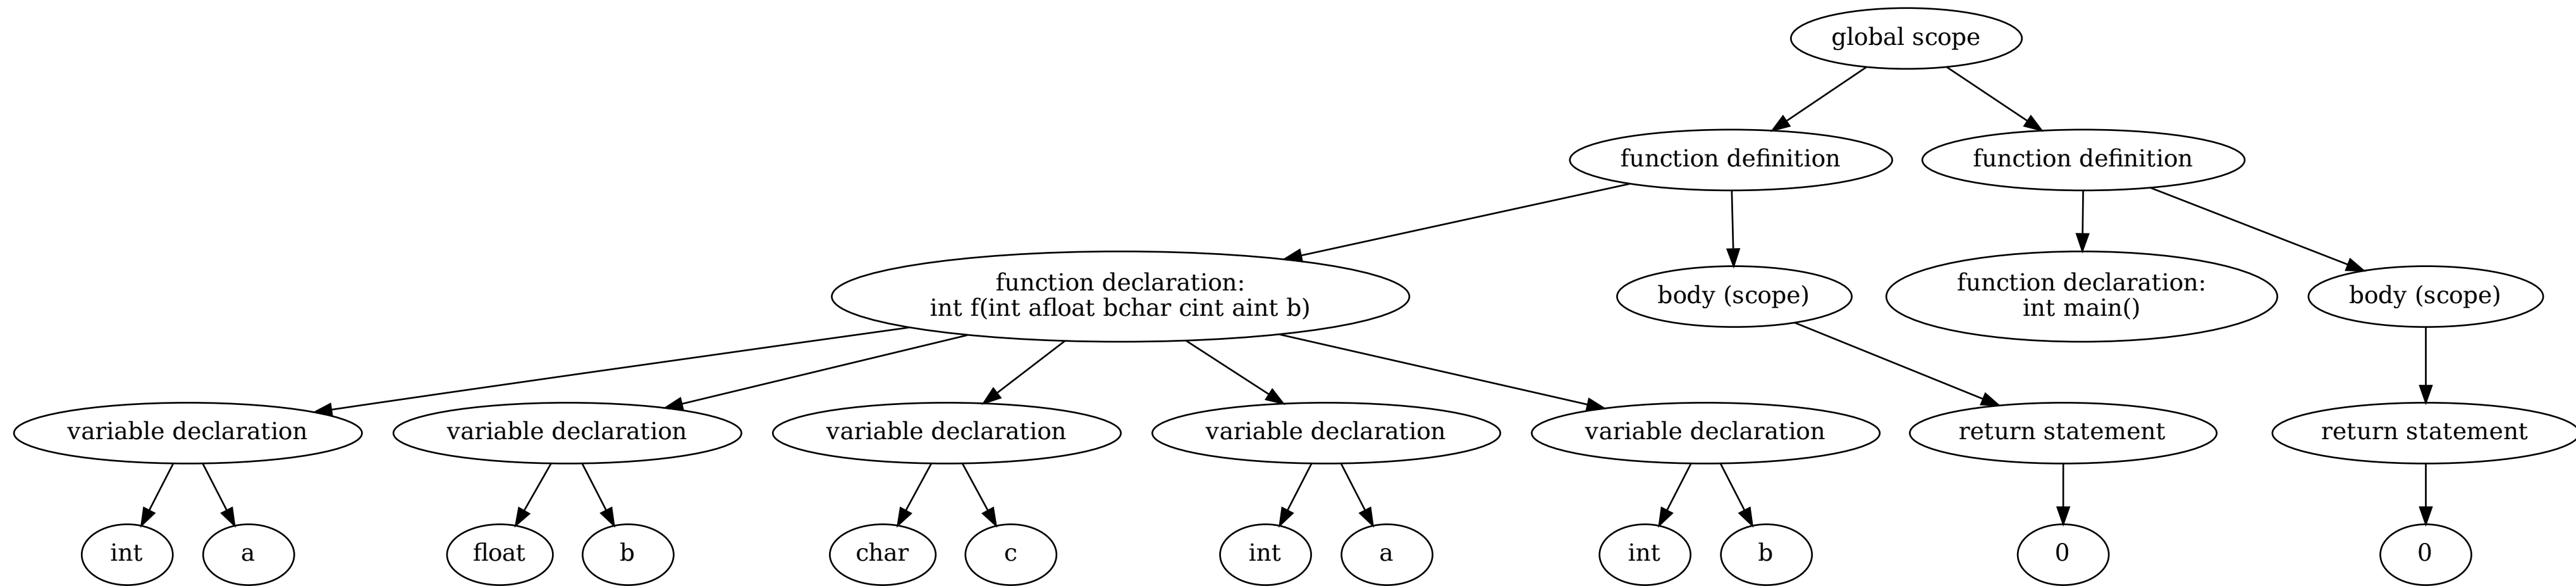 global scope
function definition
function definition
function declaration:
int f(int afloat bchar cint aint b)
body (scope)
function declaration:
int main()
body (scope)
variable declaration
variable declaration
variable declaration
variable declaration
variable declaration
return statement
return statement
int
a
float
b
char
c
int
a
int
b
0
0